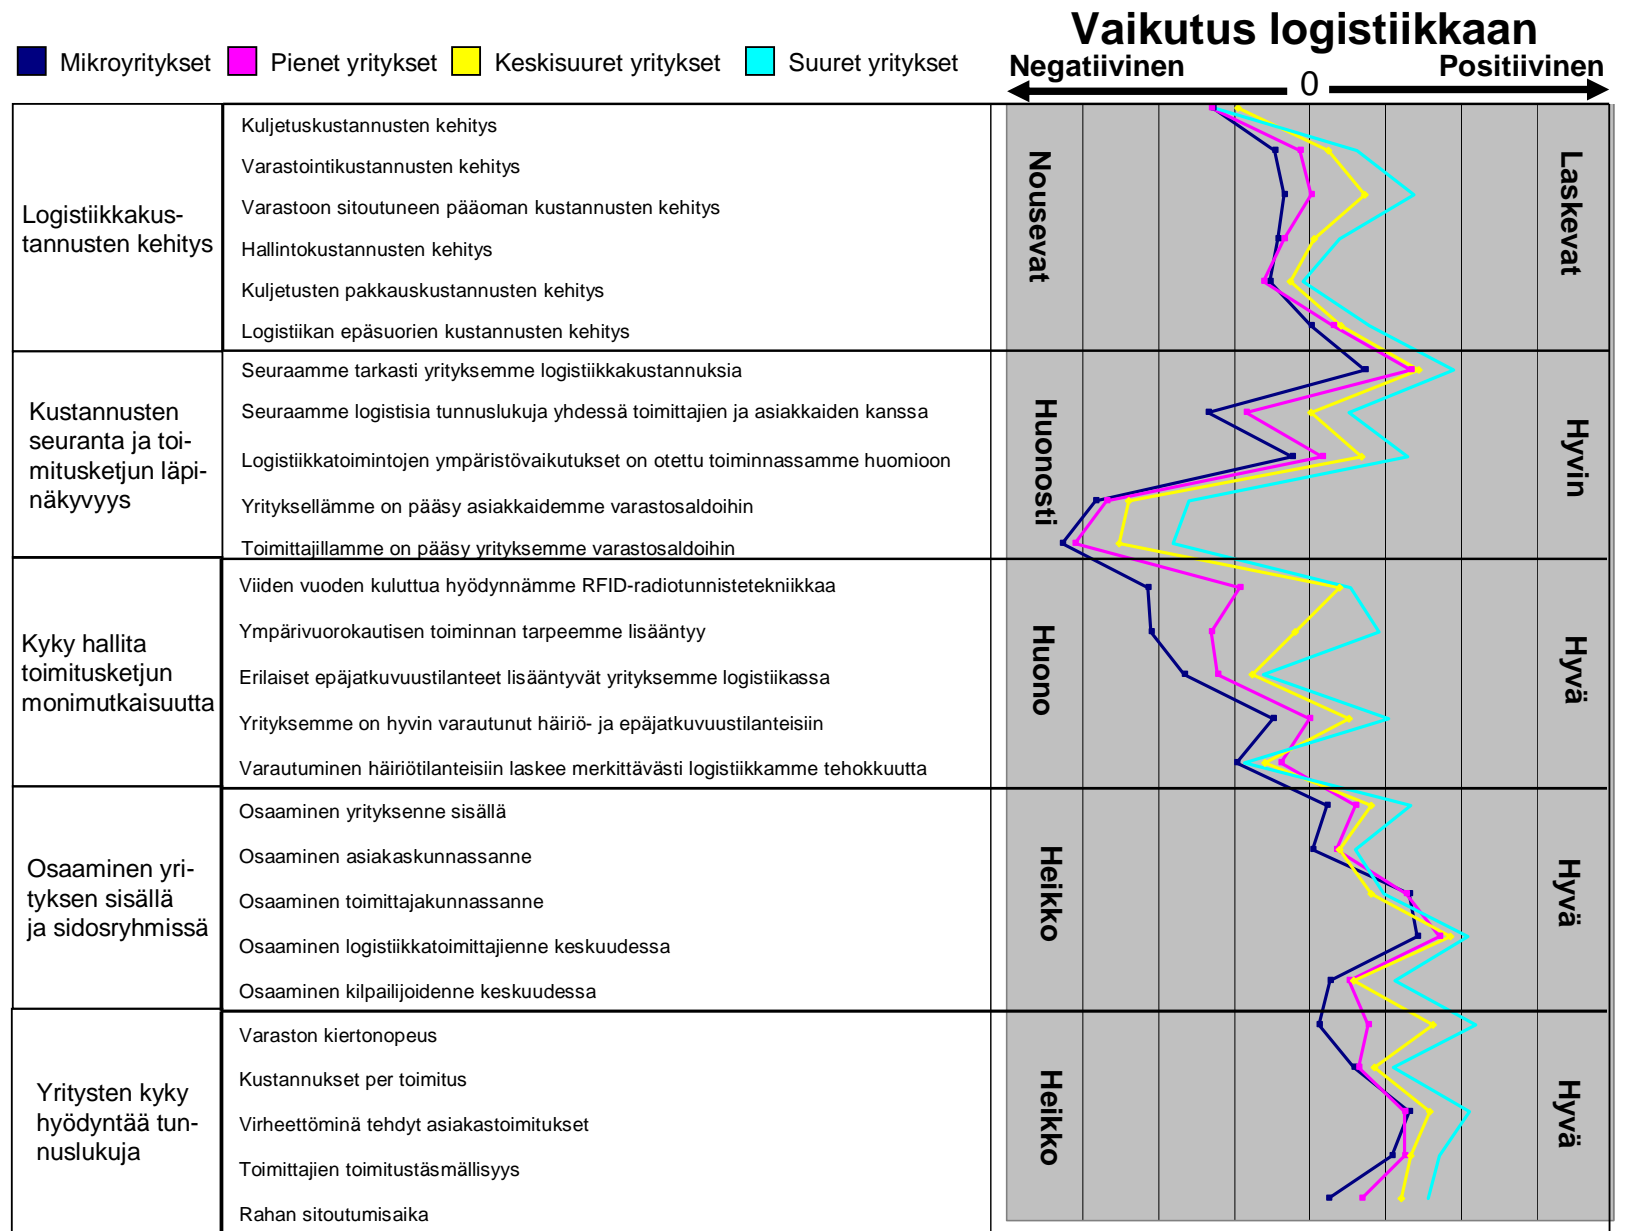 Vaikutus logistiikkaan
Mikroyritykset Pienet yritykset Keskisuuret yritykset Suuret yritykset
Negatiivinen 0 Positiivinen
Logistiikkakus-
tannusten kehitys
Kuljetuskustannusten kehitys
Varastointikustannusten kehitys
Varastoon sitoutuneen pääoman kustannusten kehitys
Hallintokustannusten kehitys
Kuljetusten pakkauskustannusten kehitys
Logistiikan epäsuorien kustannusten kehitys
Nousevat
Laskevat
Kustannusten
seuranta ja toi-
mitusketjun läpi-
näkyvyys
Seuraamme tarkasti yrityksemme logistiikkakustannuksia
Seuraamme logistisia tunnuslukuja yhdessä toimittajien ja asiakkaiden kanssa
Logistiikkatoimintojen ympäristövaikutukset on otettu toiminnassamme huomioon
Yrityksellämme on pääsy asiakkaidemme varastosaldoihin
Toimittajillamme on pääsy yrityksemme varastosaldoihin
Huonosti
Hyvin
Kyky hallita
toimitusketjun
monimutkaisuutta
Viiden vuoden kuluttua hyödynnämme RFID-radiotunnistetekniikkaa
Ympärivuorokautisen toiminnan tarpeemme lisääntyy
Erilaiset epäjatkuvuustilanteet lisääntyvät yrityksemme logistiikassa
Yrityksemme on hyvin varautunut häiriö- ja epäjatkuvuustilanteisiin
Varautuminen häiriötilanteisiin laskee merkittävästi logistiikkamme tehokkuutta
Huono
Hyvä
Osaaminen yri-
tyksen sisällä
ja sidosryhmissä
Osaaminen yrityksenne sisällä
Osaaminen asiakaskunnassanne
Osaaminen toimittajakunnassanne
Osaaminen logistiikkatoimittajienne keskuudessa
Osaaminen kilpailijoidenne keskuudessa
Heikko
Hyvä
Yritysten kyky
hyödyntää tun-
nuslukuja
Varaston kiertonopeus
Kustannukset per toimitus
Virheettöminä tehdyt asiakastoimitukset
Toimittajien toimitustäsmällisyys
Rahan sitoutumisaika
Heikko
Hyvä